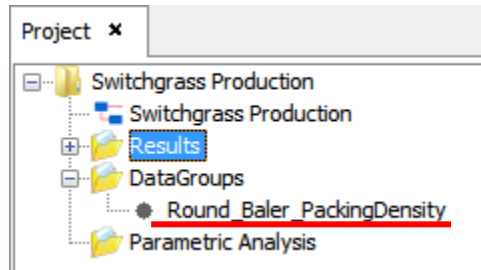 Project
Switchgrass Production
Switchgrass Production
Results
DataGroups
Round_Baler_PackingDensity
Parametric Analysis